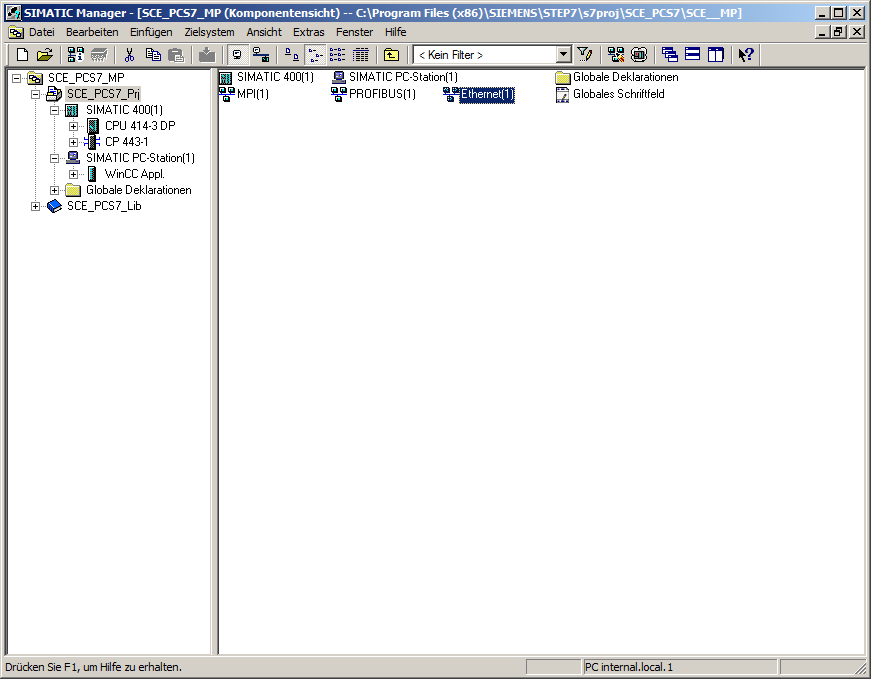 SIMATIC Manager - [SCE_PCS7_MP (Komponentensicht) -- C:\Program Files (x86)\SIEMENS\STEP7\s7proj\SCE_PCS7\SCE__MP]
Datei Bearbeiten Einfügen Zielsystem Ansicht Extras Fenster Hilfe
< Kein Filter >
SCE_PCS7_MP
SCE_PCS7_Prj
SIMATIC 400(1)
CPU 414-3 DP
CP 443-1
SIMATIC PC-Station(1)
WinCC Appl.
Globale Deklarationen
SCE_PCS7_Lib
SIMATIC 400(1) SIMATIC PC-Station(1) Globale Deklarationen
MPI(1) PROFIBUS(1) Ethernet(1) Globales Schriftfeld
Drücken Sie F1, um Hilfe zu erhalten. PC internal.local.1